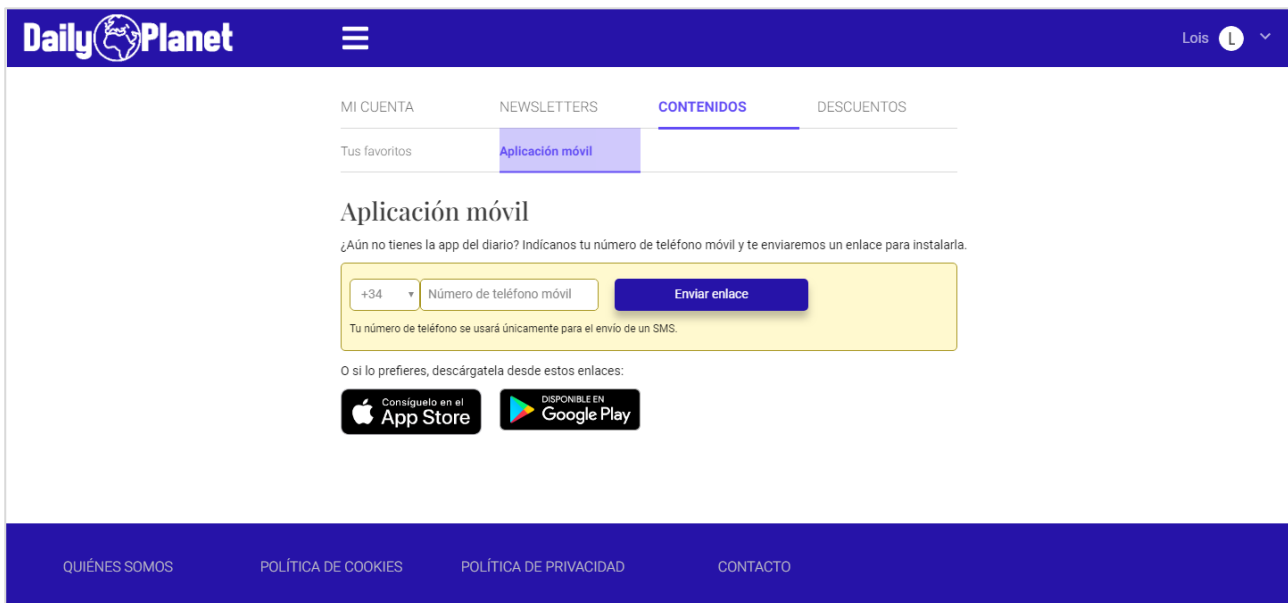 Daily Planet
Lois L
MI CUENTA NEWSLETTERS CONTENIDOS DESCUENTOS
Tus favoritos Aplicación móvil
Aplicación móvil
¿Aún no tienes la app del diario? Indícanos tu número de teléfono móvil y te enviaremos un enlace para instalarla.
+34 Número de teléfono móvil Enviar enlace
Tu número de teléfono se usará únicamente para el envío de un SMS.
O si lo prefieres, descárgatela desde estos enlaces:
Consíguelo en el
App Store
DISPONIBLE EN
Google Play
QUIÉNES SOMOS POLÍTICA DE COOKIES POLÍTICA DE PRIVACIDAD CONTACTO